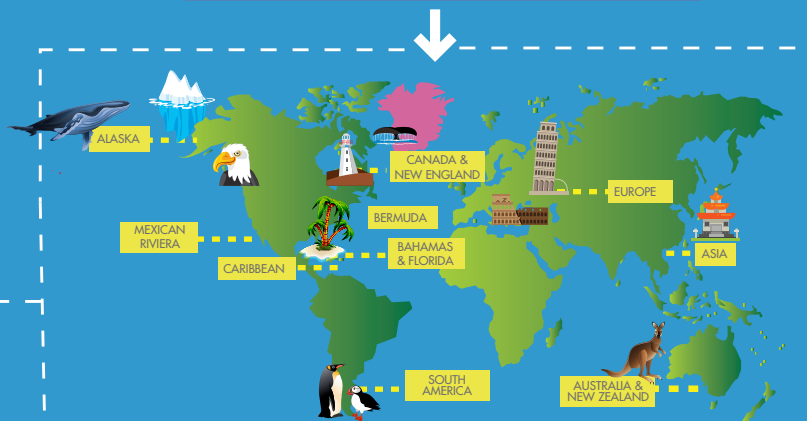 ALASKA
CANADA &
NEW ENGLAND
EUROPE
BERMUDA
MEXICAN
RIVIERA
BAHAMAS
& FLORIDA
ASIA
CARIBBEAN
SOUTH
AMERICA
AUSTRALIA &
NEW ZEALAND